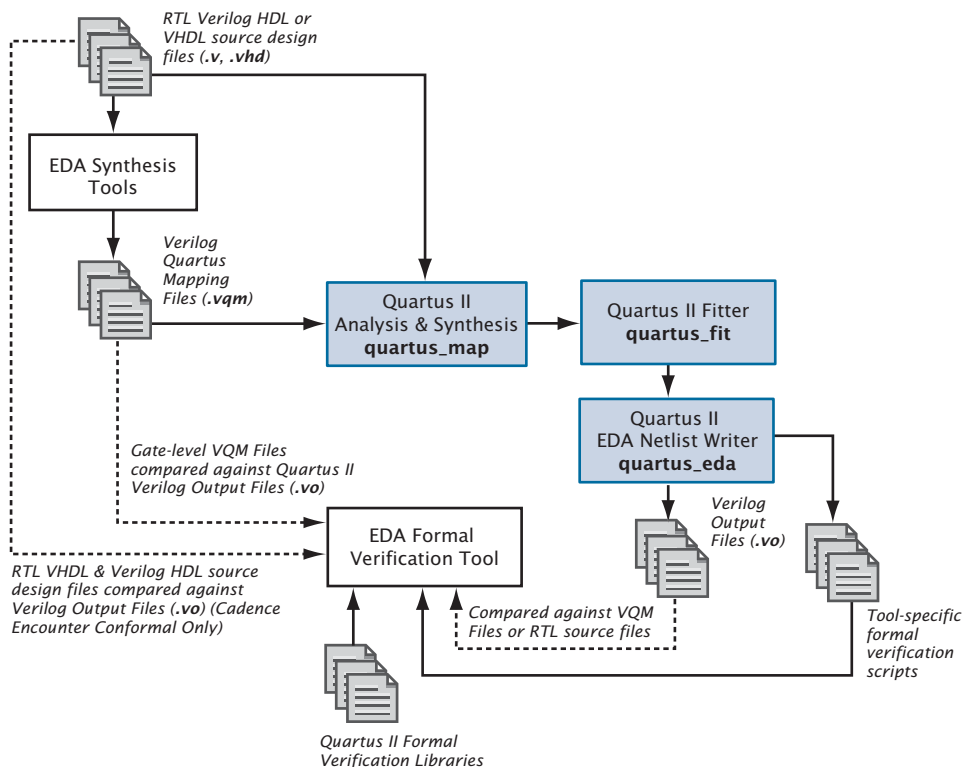 RTL Verilog HDL or
VHDL source design
files (.v, .vhd)
EDA Synthesis
Tools
Verilog
Quartus
Mapping
Files (.vqm)
Quartus II
Analysis & Synthesis
quartus_map
Quartus II Fitter
quartus_fit
Quartus II
EDA Netlist Writer
quartus_eda
Gate-level VQM Files
compared against Quartus II
Verilog Output Files (.vo)
Verilog
Output
Files (.vo)
EDA Formal
Verification Tool
RTL VHDL & Verilog HDL source
design files compared against
Verilog Output Files (.vo) (Cadence
Encounter Conformal Only)
Compared against VQM
Files or RTL source files
Tool-specific
formal
verification
scripts
Quartus II Formal
Verification Libraries